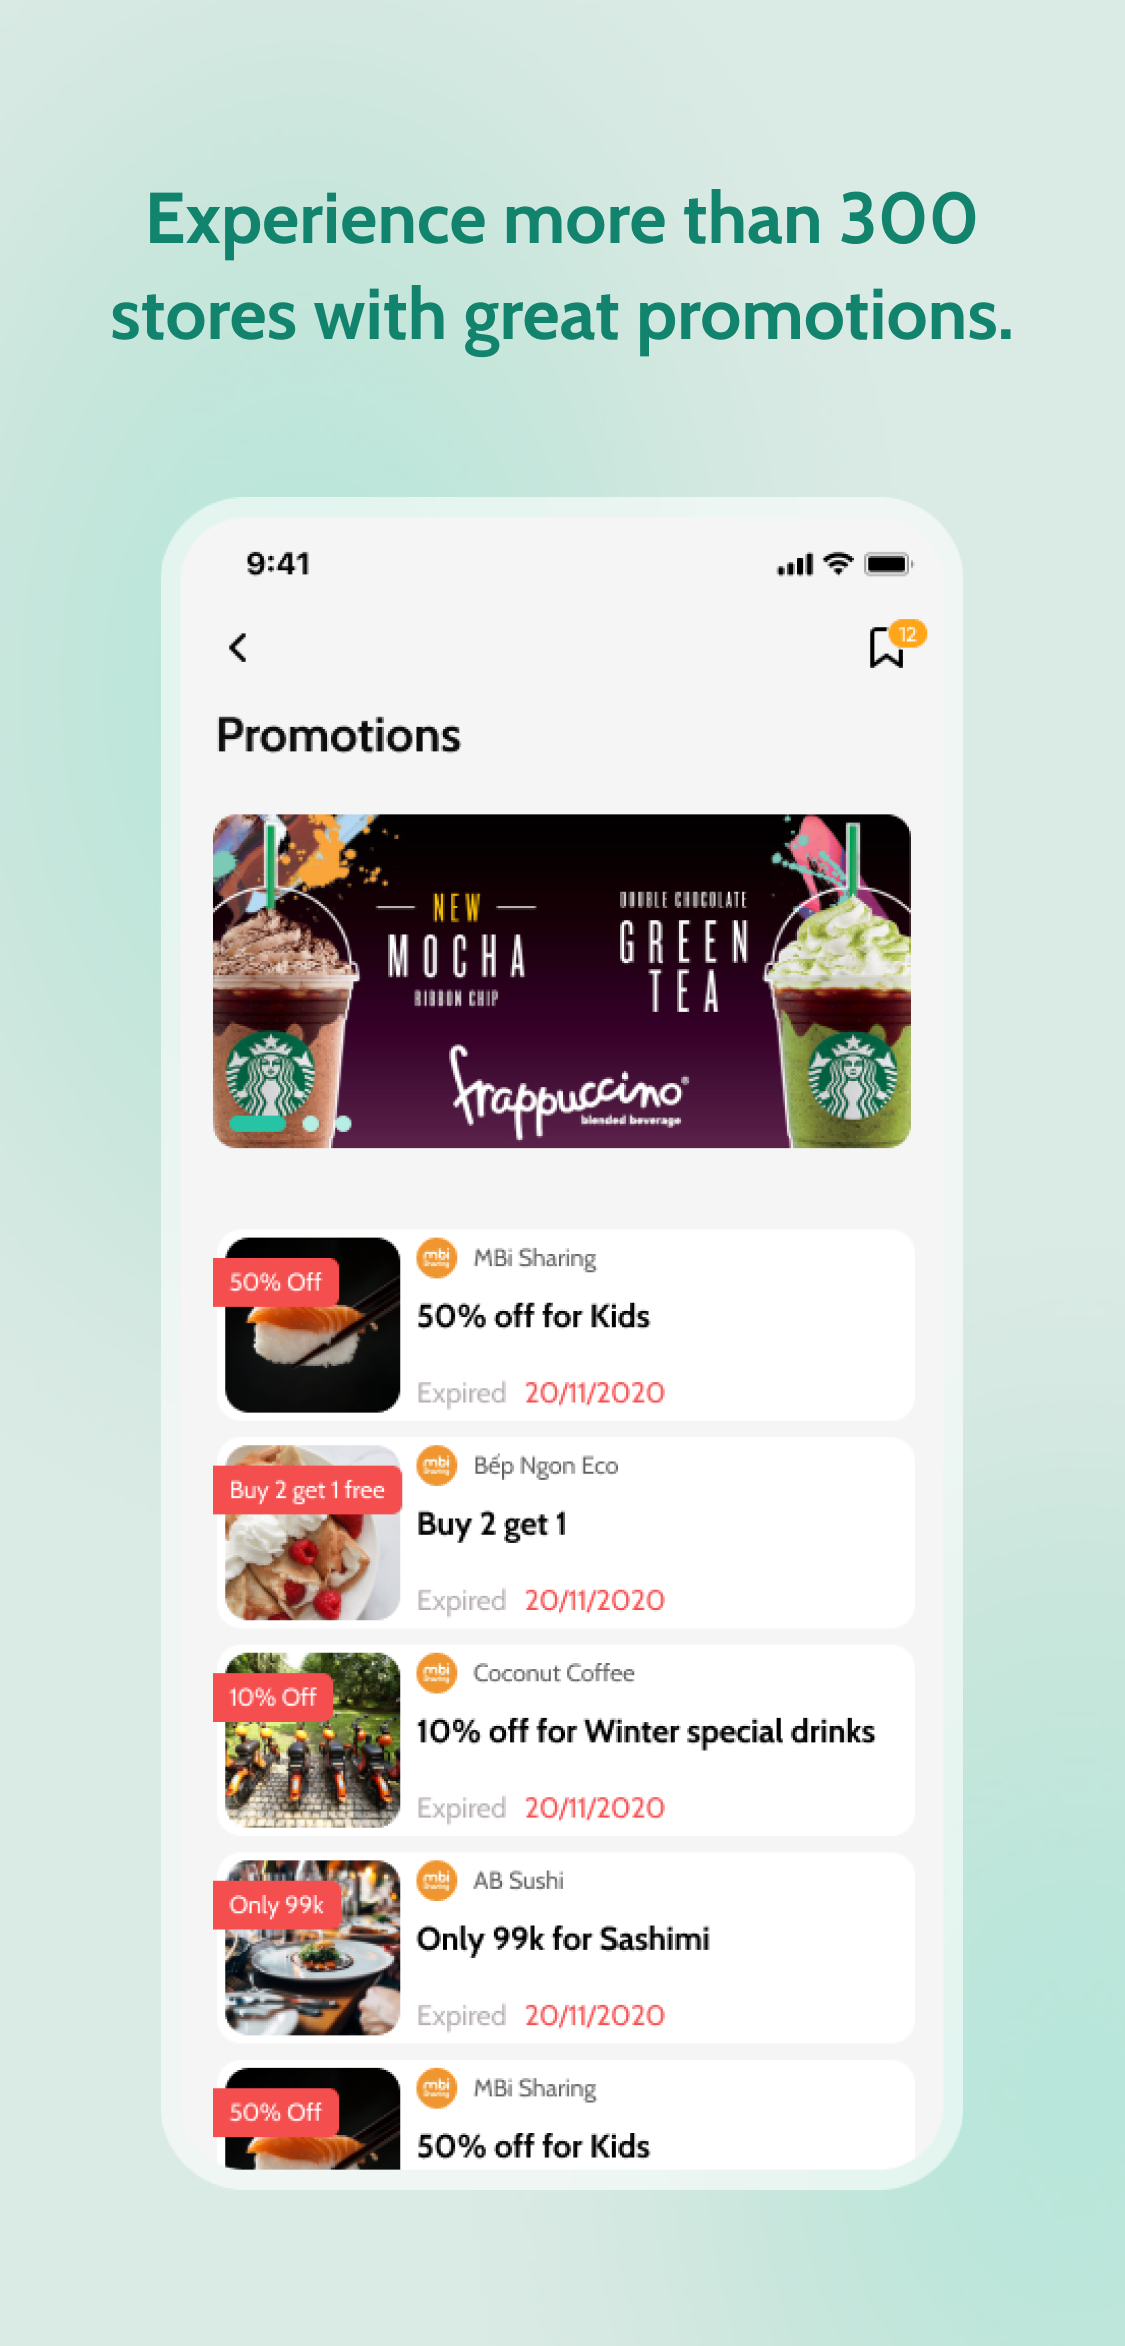 Experience more than 300
stores with great promotions.
9:41
12
Promotions
NEW
MOCHA
RIBBON CHIP
DOUBLE CHOCOLATE
GREEN
TEA
frappuccino®
blended beverage
50% Off
mbi
Sharing
MBi Sharing
50% off for Kids
Expired 20/11/2020
Buy 2 get 1 free
mbi
Sharing
Bếp Ngon Eco
Buy 2 get 1
Expired 20/11/2020
10% Off
mbi
Sharing
Coconut Coffee
10% off for Winter special drinks
Expired 20/11/2020
Only 99k
mbi
Sharing
AB Sushi
Only 99k for Sashimi
Expired 20/11/2020
50% Off
mbi
Sharing
MBi Sharing
50% off for Kids